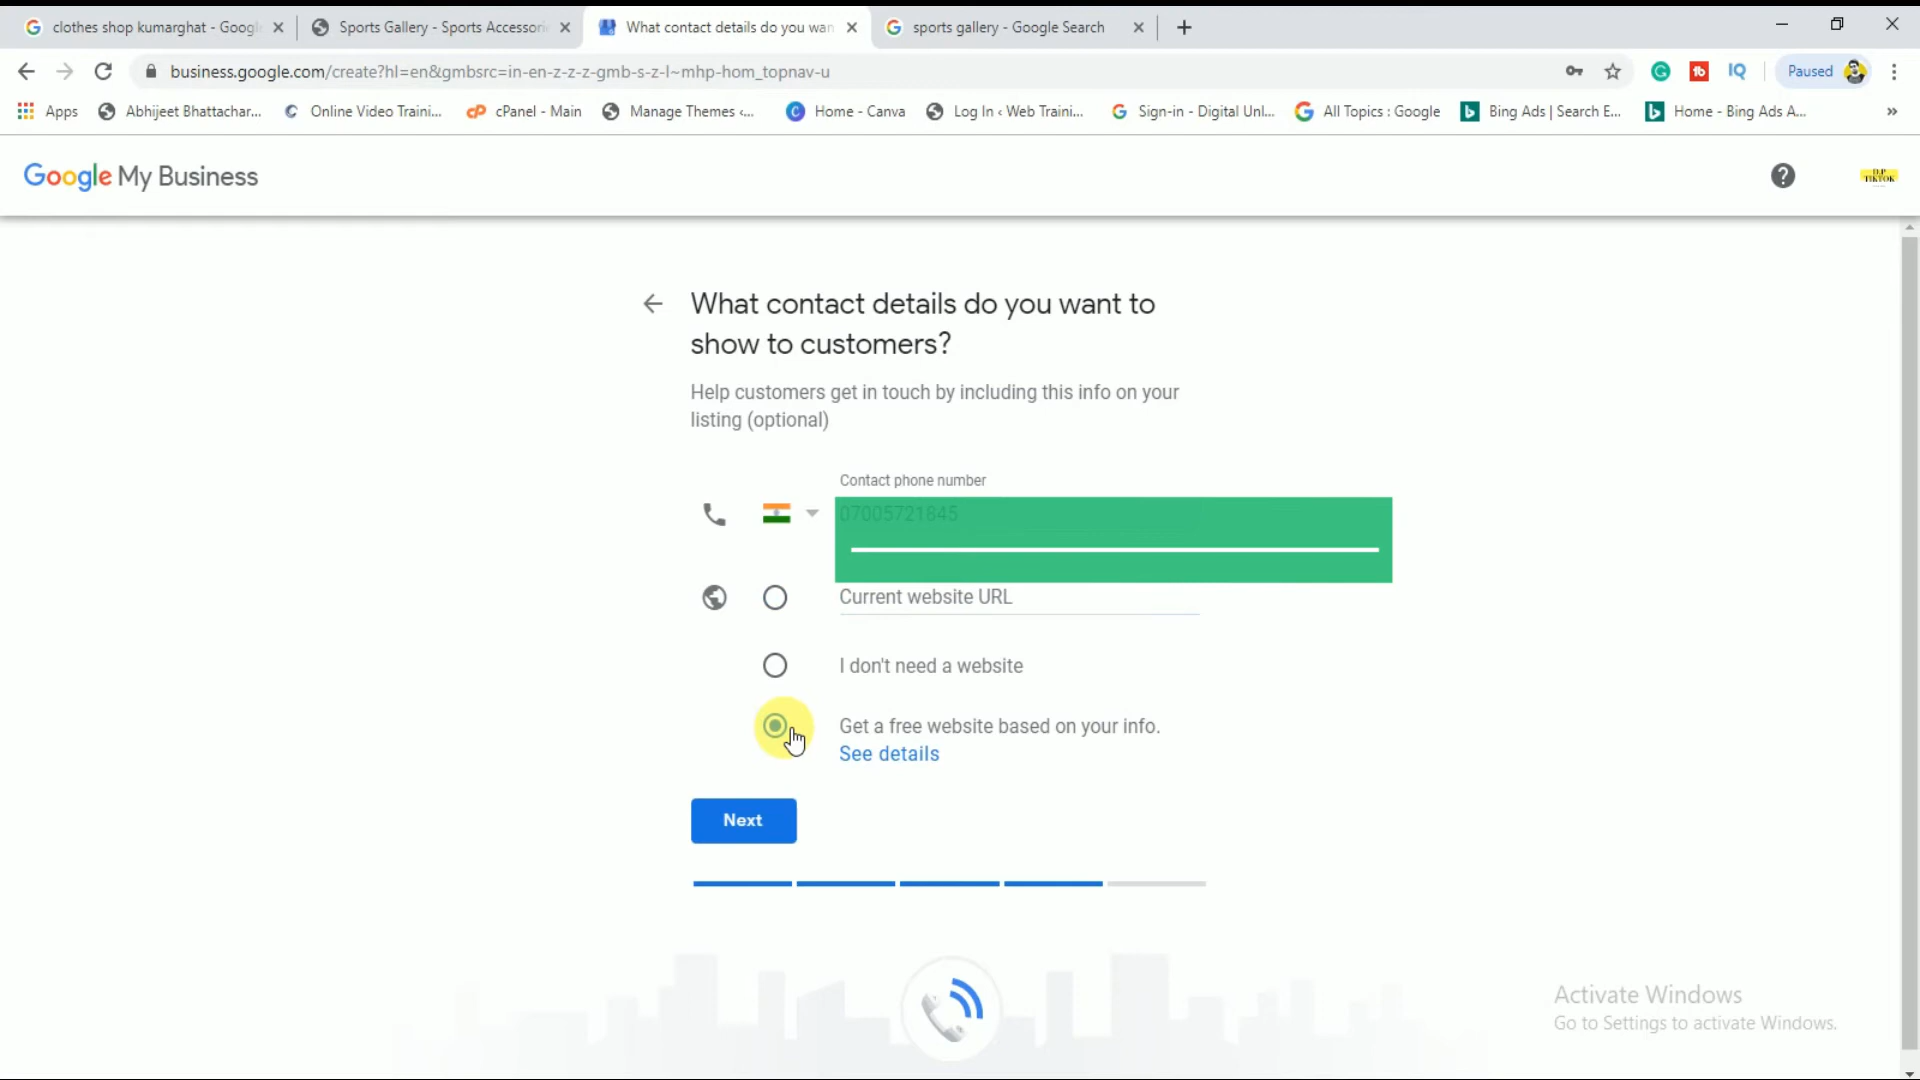 clothes shop kumarghat - Googl
Sports Gallery - Sports Accessorie
What contact details do you wan
sports gallery - Google Search
business.google.com/create?hl=en&gmbsrc=in-en-z-z-z-gmb-s-z-l~mhp-hom_topnav-u
Paused
Apps
Abhijeet Bhattachar...
Online Video Traini...
cPanel - Main
Manage Themes ‹...
Home - Canva
Log In ‹ Web Traini...
Sign-in - Digital Unl...
All Topics : Google
Bing Ads | Search E...
Home - Bing Ads A...
Google My Business
D.P
TIKTOK
What contact details do you want to
show to customers?
Help customers get in touch by including this info on your
listing (optional)
Contact phone number
07005721845
Current website URL
I don't need a website
Get a free website based on your info.
See details
Next
Activate Windows
Go to Settings to activate Windows.